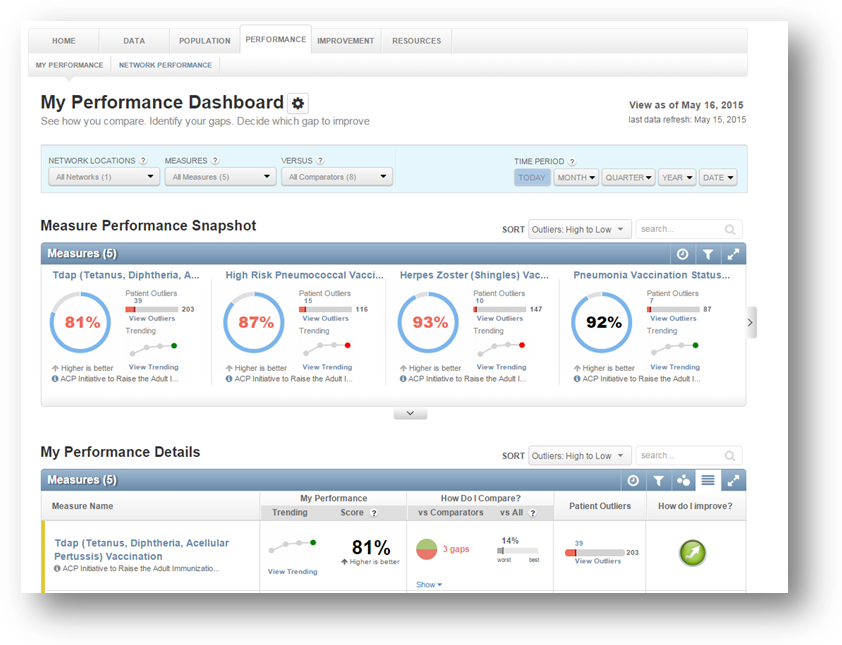 HOME DATA POPULATION PERFORMANCE IMPROVEMENT RESOURCES
MY PERFORMANCE NETWORK PERFORMANCE
My Performance Dashboard
See how you compare. Identify your gaps. Decide which gap to improve
View as of May 16, 2015
last data refresh: May 15, 2015
NETWORK LOCATIONS ? MEASURES ? VERSUS ? TIME PERIOD ?
All Networks (1) All Measures (5) All Comparators (8) TODAY MONTH QUARTER YEAR DATE
Measure Performance Snapshot
SORT Outliers: High to Low search...
Measures (5)
Tdap (Tetanus, Diphtheria, A...
81%
Patient Outliers
39
203
View Outliers
Trending
View Trending
Higher is better
ACP Initiative to Raise the Adult I...
High Risk Pneumococcal Vacci...
87%
Patient Outliers
15
116
View Outliers
Trending
View Trending
Higher is better
ACP Initiative to Raise the Adult I...
Herpes Zoster (Shingles) Vac...
93%
Patient Outliers
10
147
View Outliers
Trending
View Trending
Higher is better
ACP Initiative to Raise the Adult I...
Pneumonia Vaccination Status...
92%
Patient Outliers
7
87
View Outliers
Trending
View Trending
Higher is better
ACP Initiative to Raise the Adult I...
My Performance Details
SORT Outliers: High to Low search...
Measures (5)
Measure Name My Performance How Do I Compare? Patient Outliers How do I improve?
Trending Score ? vs Comparators vs All ?
Tdap (Tetanus, Diphtheria, Acellular
Pertussis) Vaccination
ACP Initiative to Raise the Adult Immunizatio...
View Trending
81%
Higher is better
3 gaps
Show
14%
worst best
39
203
View Outliers